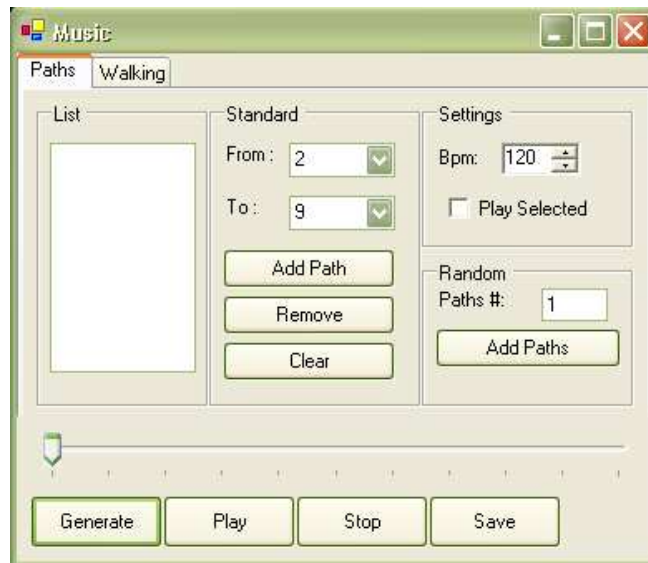 Music
Paths Walking
List
Standard
From : 2
To : 9
Add Path
Remove
Clear
Settings
Bpm: 120
Play Selected
Random
Paths #: 1
Add Paths
Generate Play Stop Save